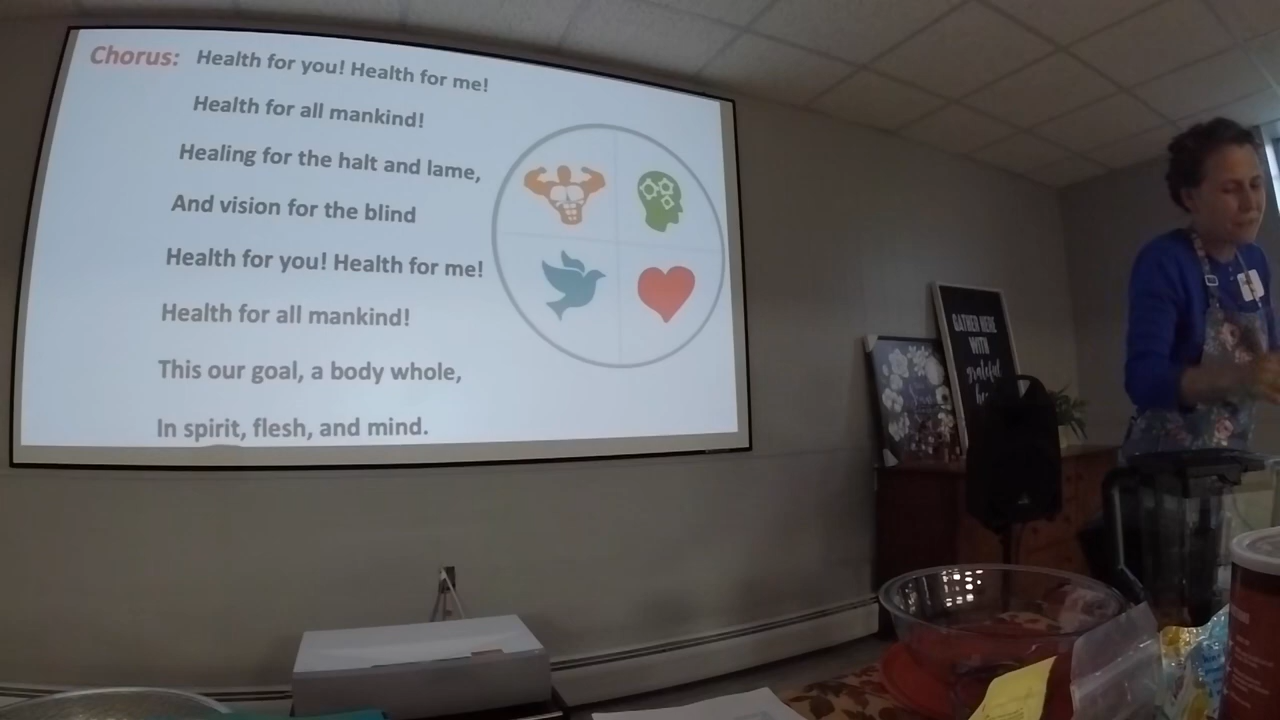 Chorus: Health for you! Health for me!
Health for all mankind!
Healing for the halt and lame,
And vision for the blind
Health for you! Health for me!
Health for all mankind!
This our goal, a body whole,
In spirit, flesh, and mind.
GATHER HERE
WITH
grateful